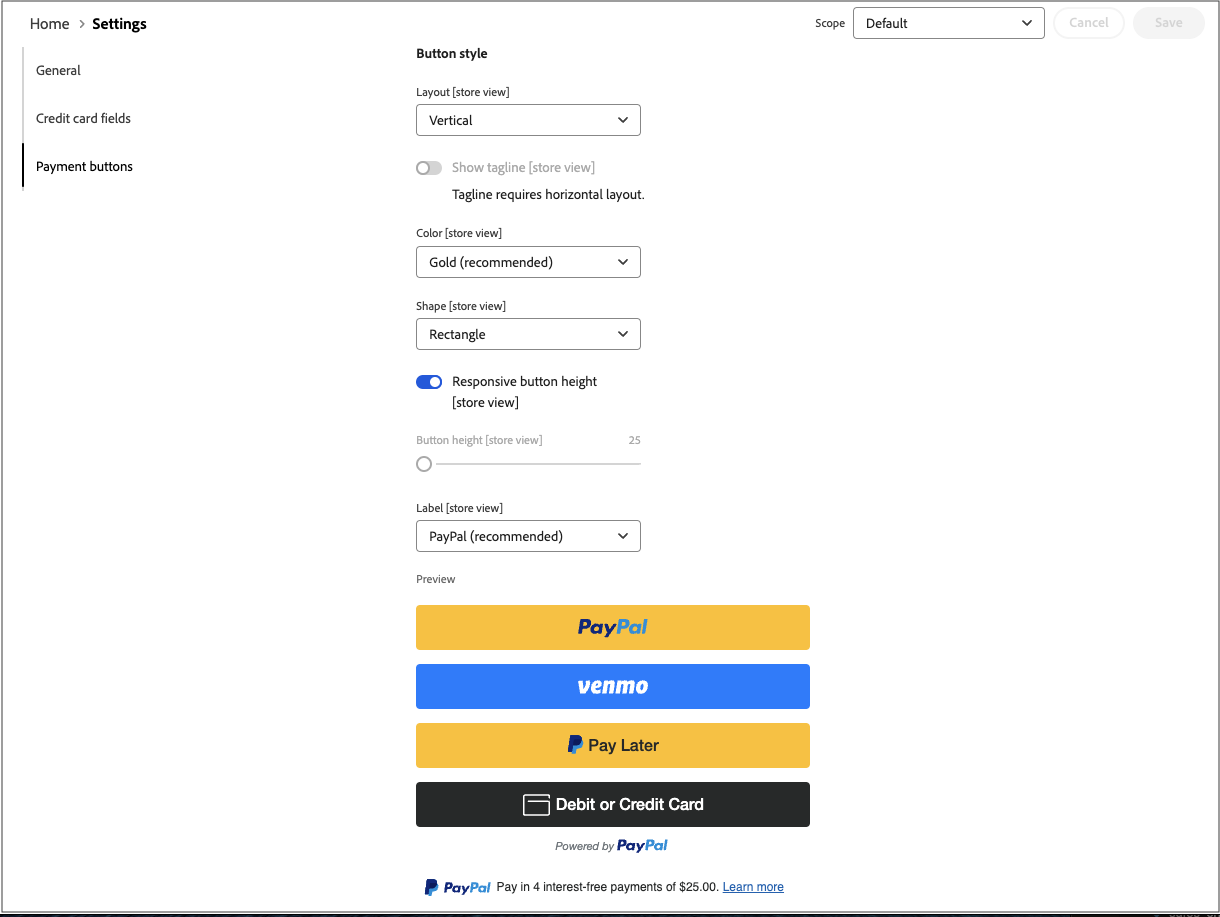 Home > Settings
Scope Default Cancel Save
General
Credit card fields
Payment buttons
Button style
Layout [store view]
Vertical
Show tagline [store view]
Tagline requires horizontal layout.
Color [store view]
Gold (recommended)
Shape [store view]
Rectangle
Responsive button height
[store view]
Button height [store view] 25
Label [store view]
PayPal (recommended)
Preview
PayPal
venmo
Pay Later
Debit or Credit Card
Powered by PayPal
PayPal Pay in 4 interest-free payments of $25.00. Learn more